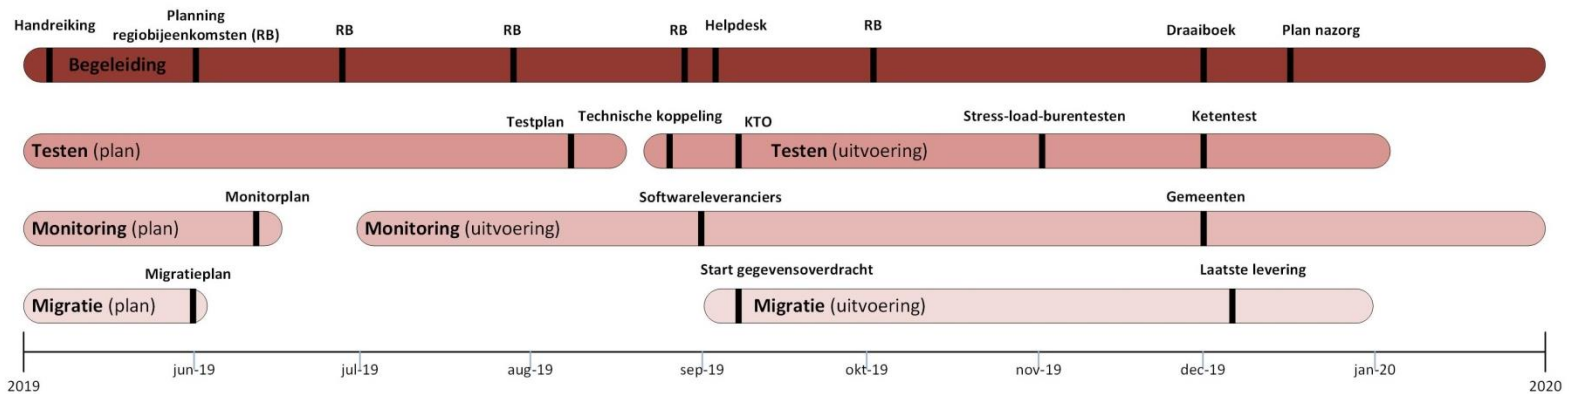 Handreiking
Planning
regiobijeenkomsten (RB)
RB
RB
RB
Helpdesk
RB
Draaiboek
Plan nazorg
Begeleiding
Testplan
Technische koppeling
KTO
Stress-load-burentesten
Ketentest
Testen (plan)
Testen (uitvoering)
Monitorplan
Softwareleveranciers
Gemeenten
Monitoring (plan)
Monitoring (uitvoering)
Migratieplan
Start gegevensoverdracht
Laatste levering
Migratie (plan)
Migratie (uitvoering)
2019
jun-19
jul-19
aug-19
sep-19
okt-19
nov-19
dec-19
jan-20
2020